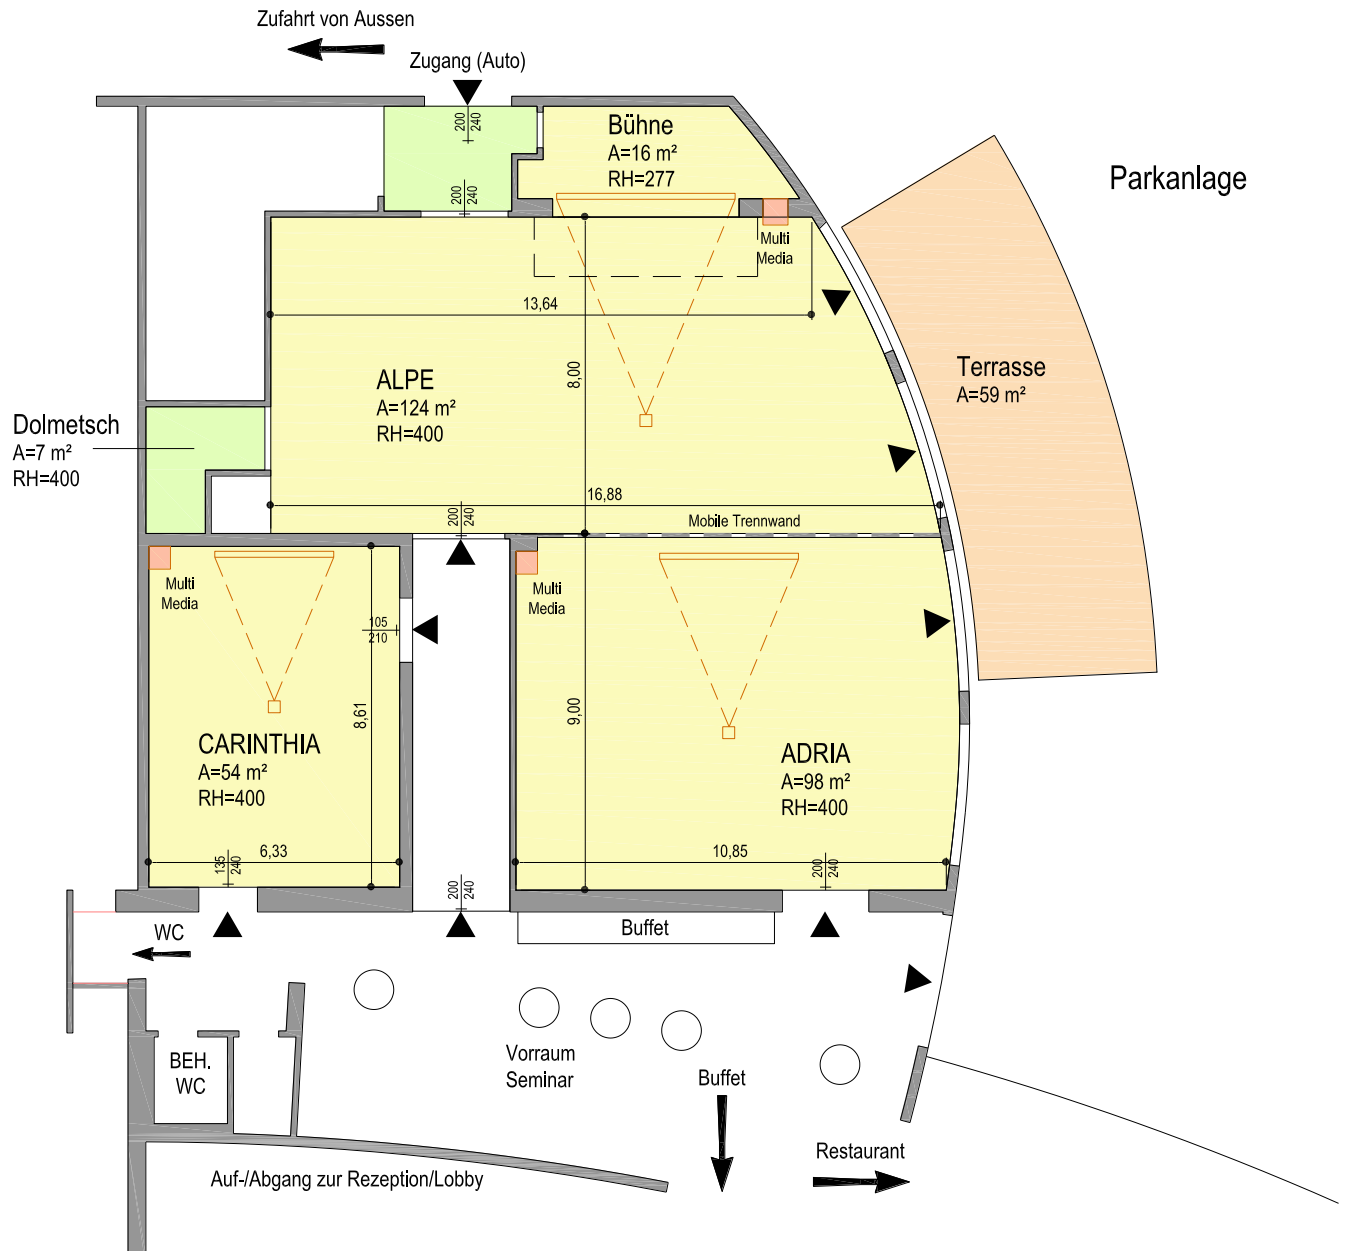 Zufahrt von Aussen
Zugang (Auto)
200
240
Bühne
A=16 m²
RH=277
Parkanlage
200
240
Multi
Media
13,64
8,00
ALPE
A=124 m²
RH=400
Terrasse
A=59 m²
Dolmetsch
A=7 m²
RH=400
16,88
200
240
Mobile Trennwand
Multi
Media
Multi
Media
105
210
8,61
9,00
CARINTHIA
A=54 m²
RH=400
ADRIA
A=98 m²
RH=400
6,33
135
240
10,85
200
240
200
240
WC
Buffet
BEH.
WC
Vorraum
Seminar
Buffet
Restaurant
Auf-/Abgang zur Rezeption/Lobby